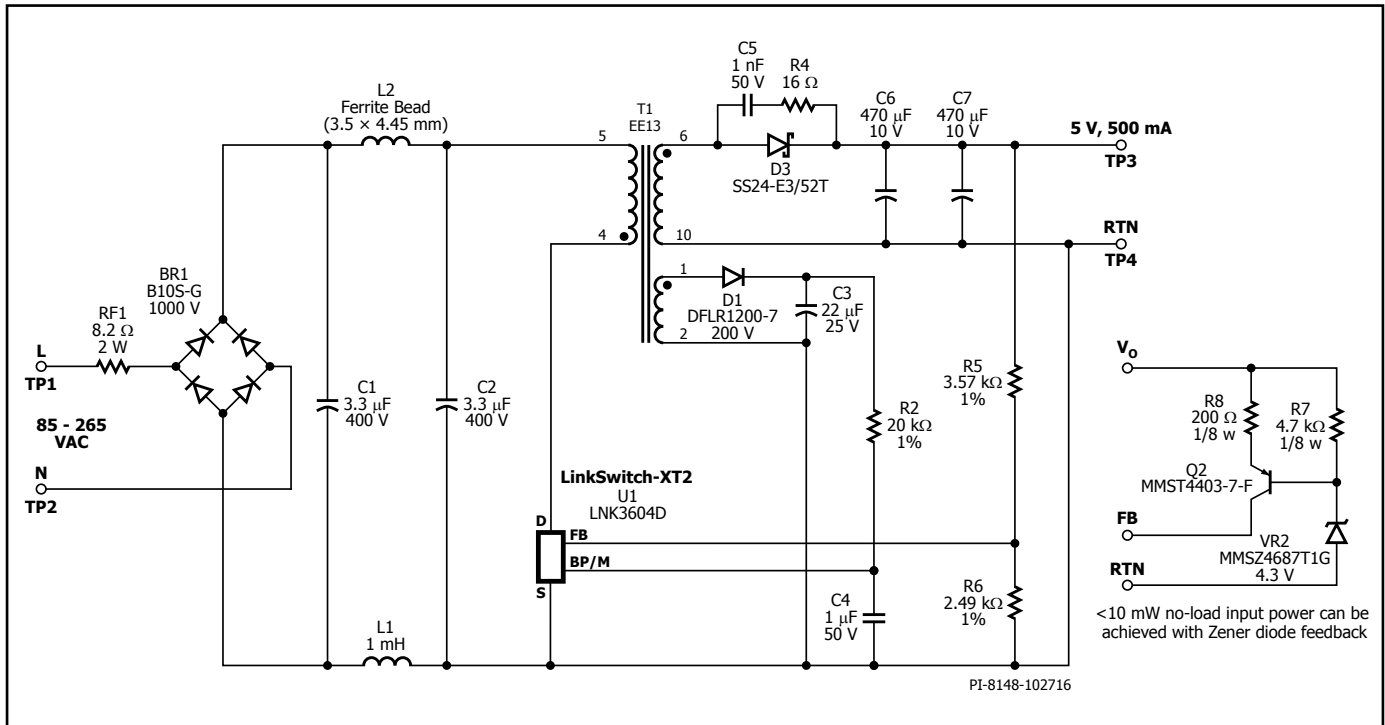 L2
Ferrite Bead
(3.5 × 4.45 mm)
C5
1 nF
50 V
R4
16 Ω
T1
EE13
5
4
6
10
1
2
D3
SS24-E3/52T
C6
470 µF
10 V
C7
470 µF
10 V
5 V, 500 mA
TP3
RTN
TP4
BR1
B10S-G
1000 V
RF1
8.2 Ω
2 W
L
TP1
85 - 265
VAC
N
TP2
C1
3.3 µF
400 V
C2
3.3 µF
400 V
D1
DFLR1200-7
200 V
C3
22 µF
25 V
R2
20 kΩ
1%
R5
3.57 kΩ
1%
LinkSwitch-XT2
U1
LNK3604D
D
FB
BP/M
S
C4
1 µF
50 V
R6
2.49 kΩ
1%
L1
1 mH
VO
R8
200 Ω
1/8 w
R7
4.7 kΩ
1/8 w
Q2
MMST4403-7-F
FB
VR2
MMSZ4687T1G
4.3 V
RTN
<10 mW no-load input power can be
achieved with Zener diode feedback
PI-8148-102716